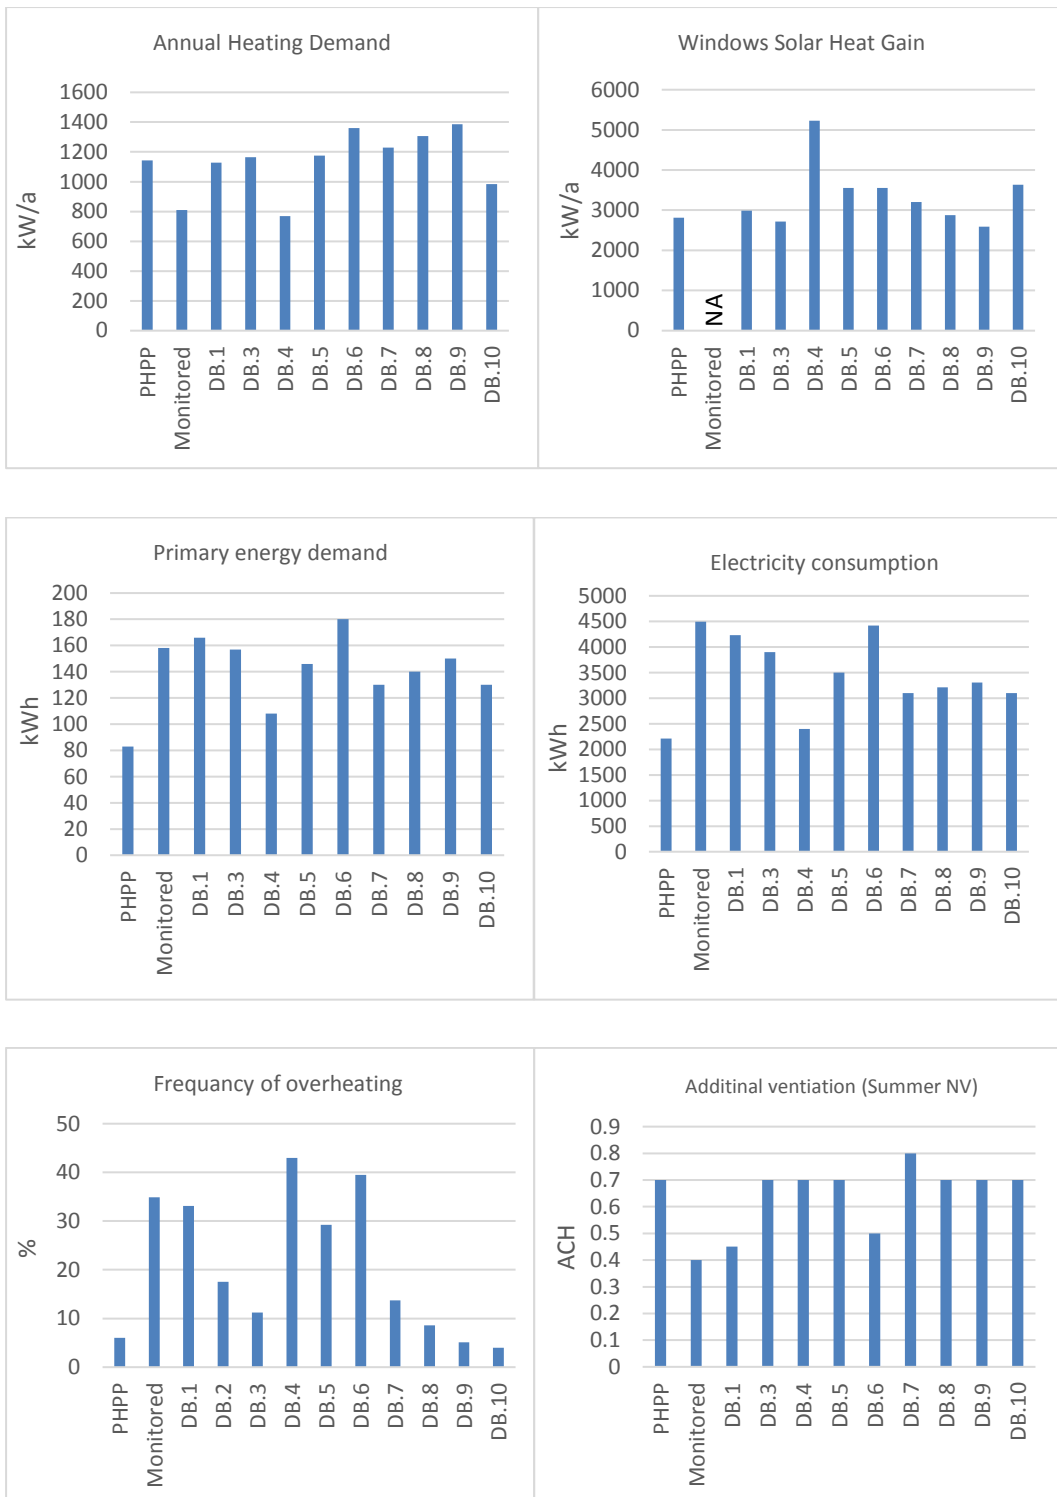 Annual Heating Demand
kW/a
1600
1400
1200
1000
800
600
400
200
0
PHPP
Monitored
DB.1
DB.3
DB.4
DB.5
DB.6
DB.7
DB.8
DB.9
DB.10
Windows Solar Heat Gain
kW/a
6000
5000
4000
3000
2000
1000
0
NA
PHPP
Monitored
DB.1
DB.3
DB.4
DB.5
DB.6
DB.7
DB.8
DB.9
DB.10
Primary energy demand
kWh
200
180
160
140
120
100
80
60
40
20
0
PHPP
Monitored
DB.1
DB.3
DB.4
DB.5
DB.6
DB.7
DB.8
DB.9
DB.10
Electricity consumption
kWh
5000
4500
4000
3500
3000
2500
2000
1500
1000
500
0
PHPP
Monitored
DB.1
DB.3
DB.4
DB.5
DB.6
DB.7
DB.8
DB.9
DB.10
Frequancy of overheating
%
50
40
30
20
10
0
PHPP
Monitored
DB.1
DB.2
DB.3
DB.4
DB.5
DB.6
DB.7
DB.8
DB.9
DB.10
Additinal ventiation (Summer NV)
ACH
0.9
0.8
0.7
0.6
0.5
0.4
0.3
0.2
0.1
0
PHPP
Monitored
DB.1
DB.3
DB.4
DB.5
DB.6
DB.7
DB.8
DB.9
DB.10